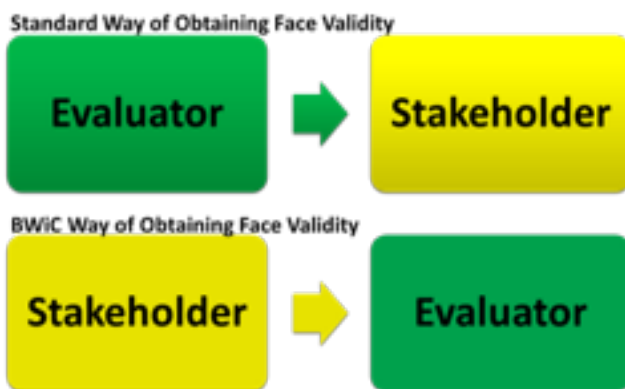 Standard Way of Obtaining Face Validity
Evaluator
Stakeholder
BWiC Way of Obtaining Face Validity
Stakeholder
Evaluator